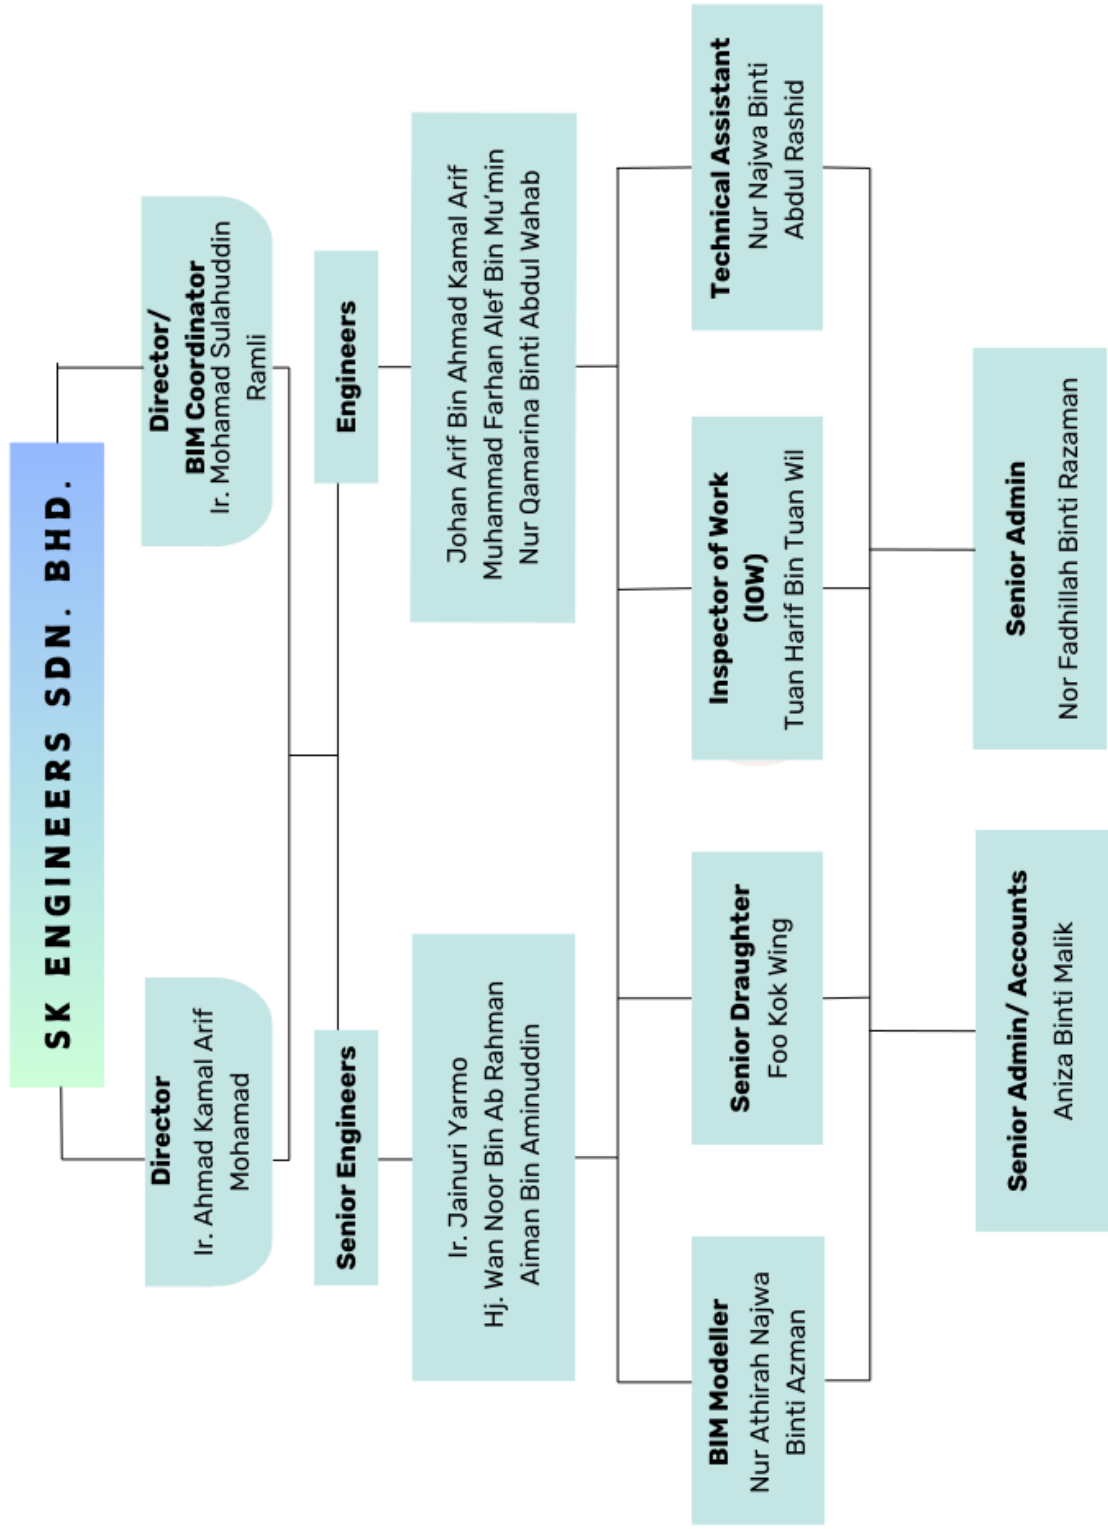 SK ENGINEERS SDN. BHD.
Director
Ir. Ahmad Kamal Arif
Mohamad
Director/
BIM Coordinator
Ir. Mohamad Sulahuddin
Ramli
Senior Engineers
Engineers
Ir. Jainuri Yarmo
Hj. Wan Noor Bin Ab Rahman
Aiman Bin Aminuddin
Johan Arif Bin Ahmad Kamal Arif
Muhammad Farhan Alef Bin Mu'min
Nur Qamarina Binti Abdul Wahab
BIM Modeller
Nur Athirah Najwa
Binti Azman
Senior Draughter
Foo Kok Wing
Inspector of Work
(IOW)
Tuan Harif Bin Tuan Wil
Technical Assistant
Nur Najwa Binti
Abdul Rashid
Senior Admin/ Accounts
Aniza Binti Malik
Senior Admin
Nor Fadhillah Binti Razaman